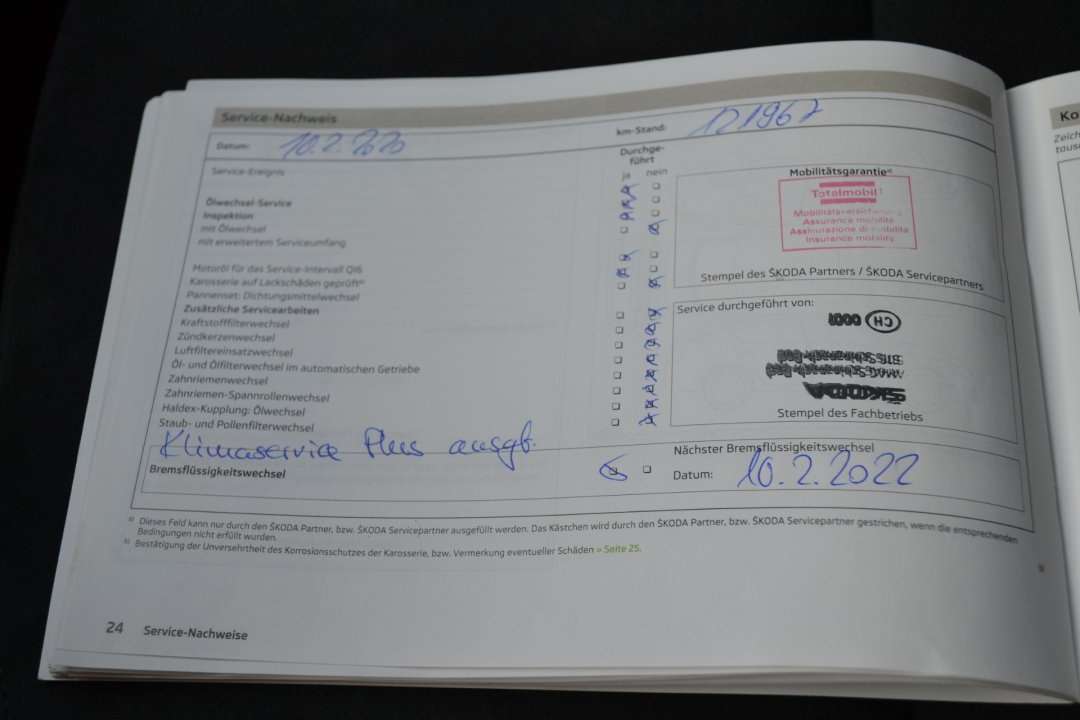 Service-Nachweis
Datum: 10.2.2020
km-Stand: 121967
Service-Ereignis
Durchge-
führt
ja nein
Ölwechsel-Service
Inspektion
mit Ölwechsel
mit erweitertem Serviceumfang
Motoröl für das Service-Intervall QI6
Karosserie auf Lackschäden geprüft b)
Pannenset: Dichtungsmittelwechsel
Zusätzliche Servicearbeiten
Kraftstofffilterwechsel
Zündkerzenwechsel
Luftfiltereinsatzwechsel
Öl- und Ölfilterwechsel im automatischen Getriebe
Zahnriemenwechsel
Zahnriemen-Spannrollenwechsel
Haldex-Kupplung: Ölwechsel
Staub- und Pollenfilterwechsel
Klimaservice Plus ausgf.
Bremsflüssigkeitswechsel
Mobilitätsgarantie a)
Totalmobil!
Mobilitätsversicherung
Assurance mobilité
Assicurazione di mobilità
Insurance mobility
Stempel des ŠKODA Partners / ŠKODA Servicepartners
Service durchgeführt von:
CH
ŠKODA
Stempel des Fachbetriebs
Nächster Bremsflüssigkeitswechsel
Datum: 10.2.2022
a) Dieses Feld kann nur durch den ŠKODA Partner, bzw. ŠKODA Servicepartner ausgefüllt werden. Das Kästchen wird durch den ŠKODA Partner, bzw. ŠKODA Servicepartner gestrichen, wenn die entsprechenden
Bedingungen nicht erfüllt wurden.
b) Bestätigung der Unversehrtheit des Korrosionsschutzes der Karosserie, bzw. Vermerkung eventueller Schäden » Seite 25.
24 Service-Nachweise
Ko
Zeich
tausc